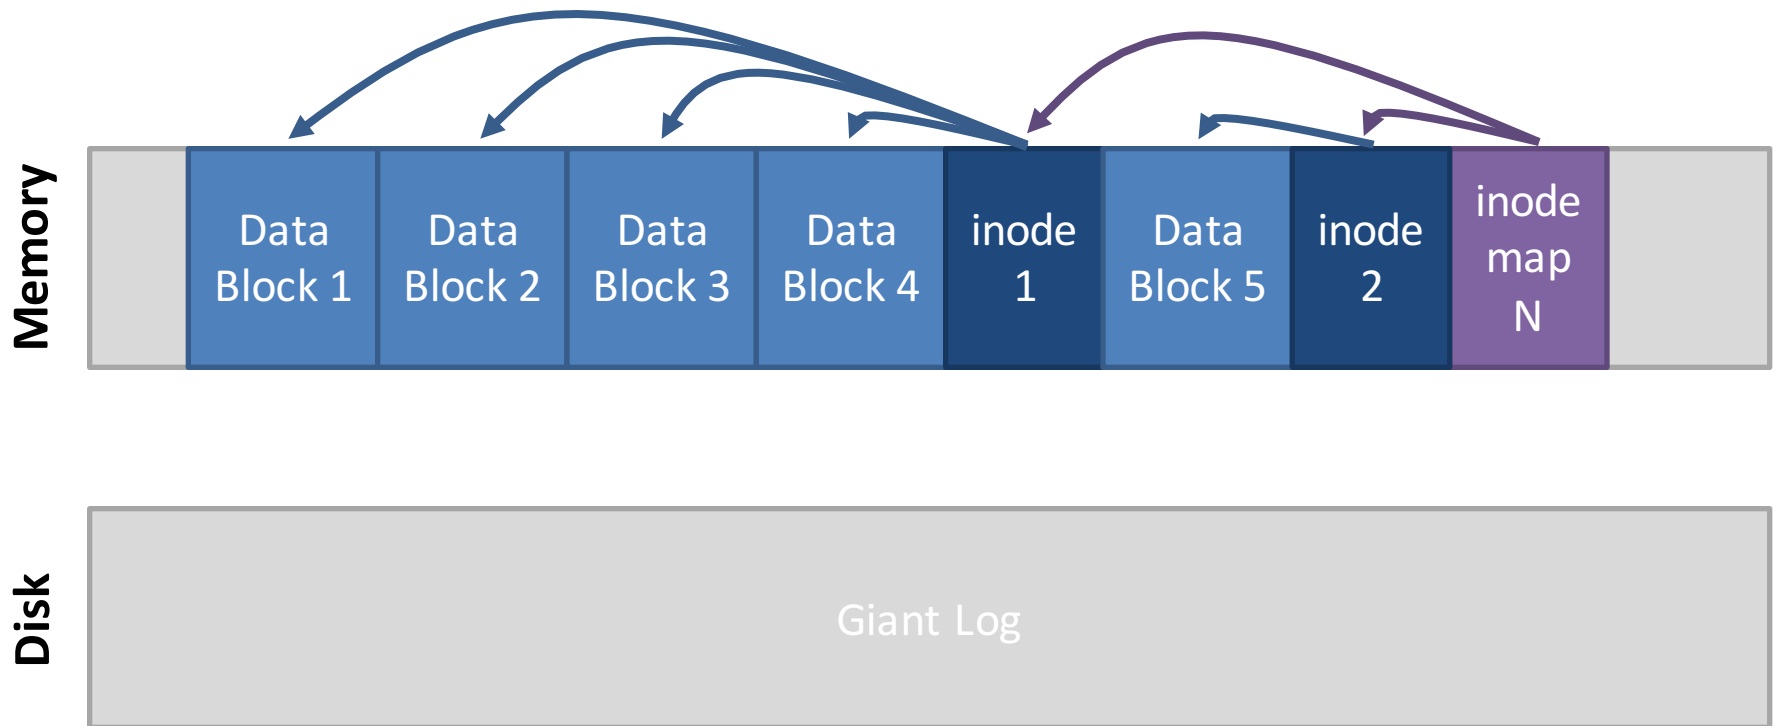 Memory
Data
Block 1
Data
Block 2
Data
Block 3
Data
Block 4
inode
1
Data
Block 5
inode
2
inode
map
N
Disk
Giant Log